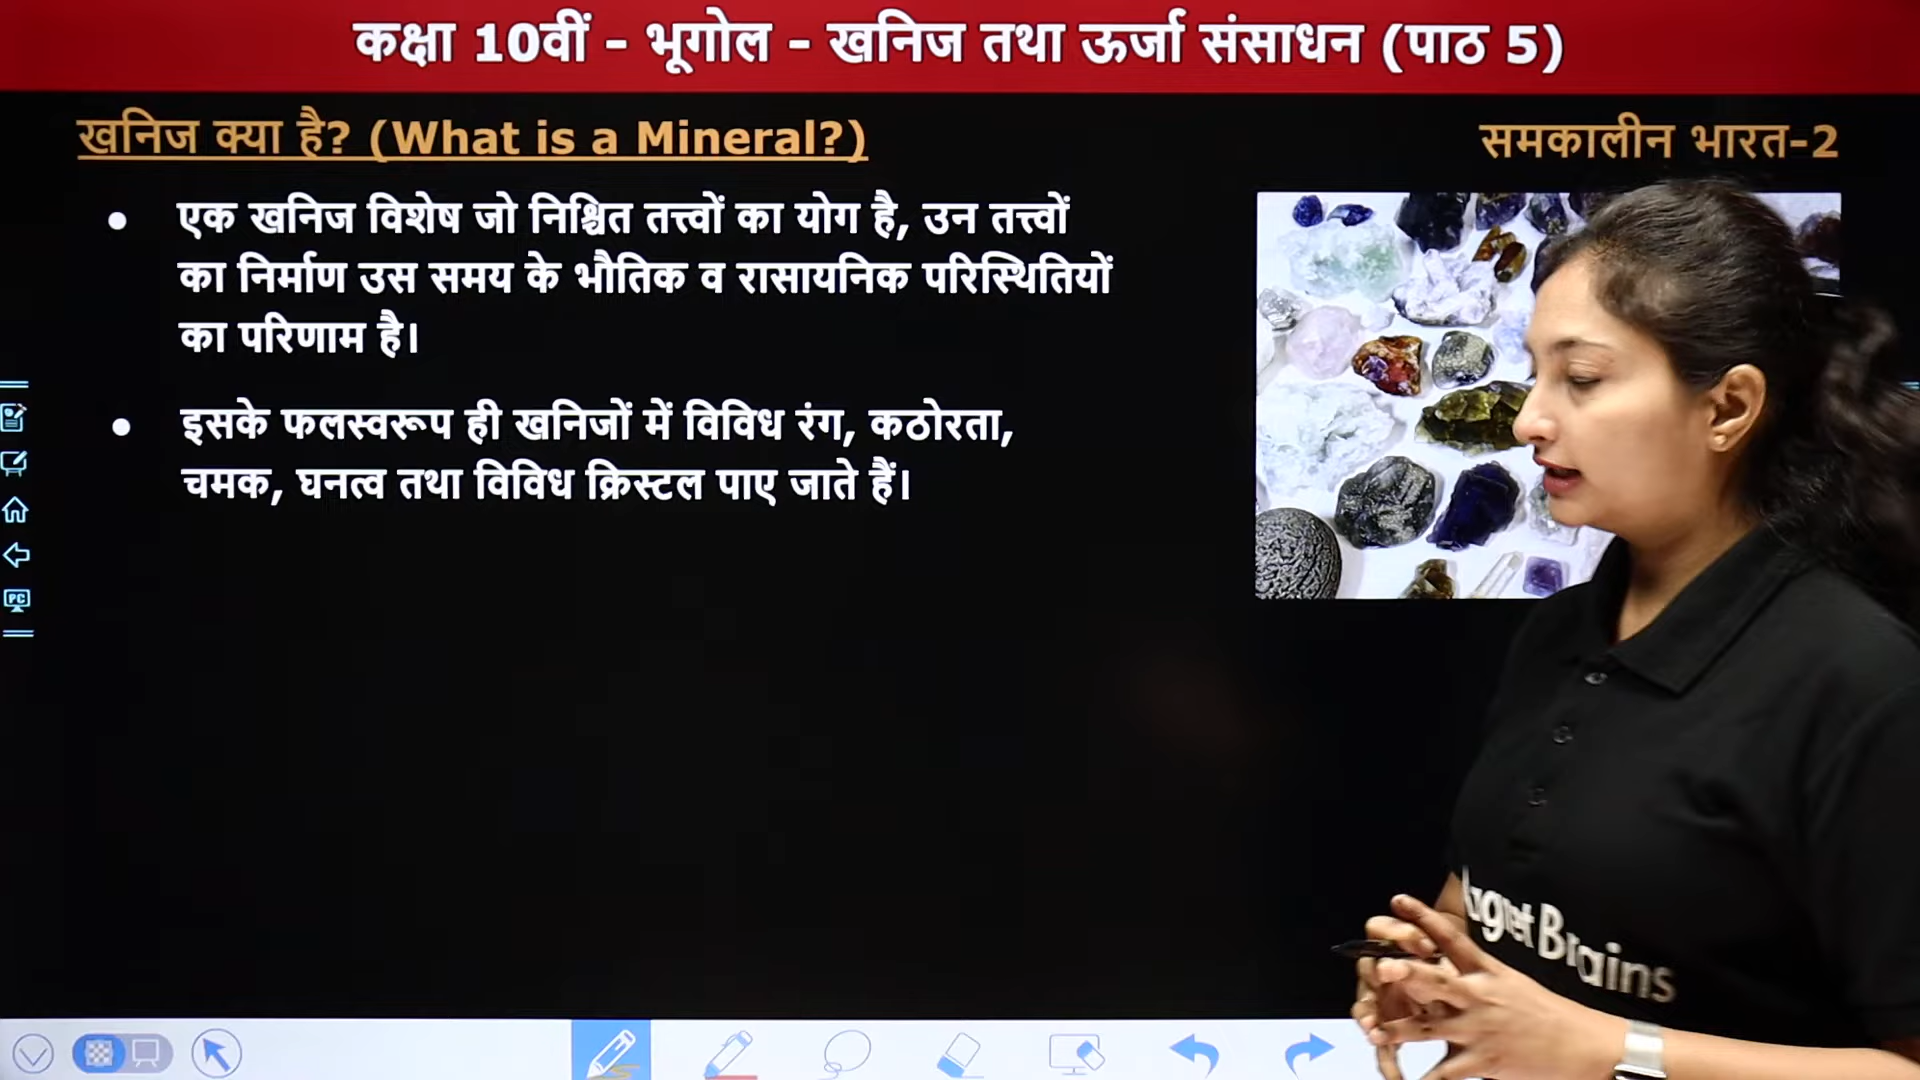 कक्षा 10वीं - भूगोल - खनिज तथा ऊर्जा संसाधन (पाठ 5)
खनिज क्या है? (What is a Mineral?)
समकालीन भारत-2
● एक खनिज विशेष जो निश्चित तत्त्वों का योग है, उन तत्त्वों
का निर्माण उस समय के भौतिक व रासायनिक परिस्थितियों
का परिणाम है।
● इसके फलस्वरूप ही खनिजों में विविध रंग, कठोरता,
चमक, घनत्व तथा विविध क्रिस्टल पाए जाते हैं।
PC
Brains